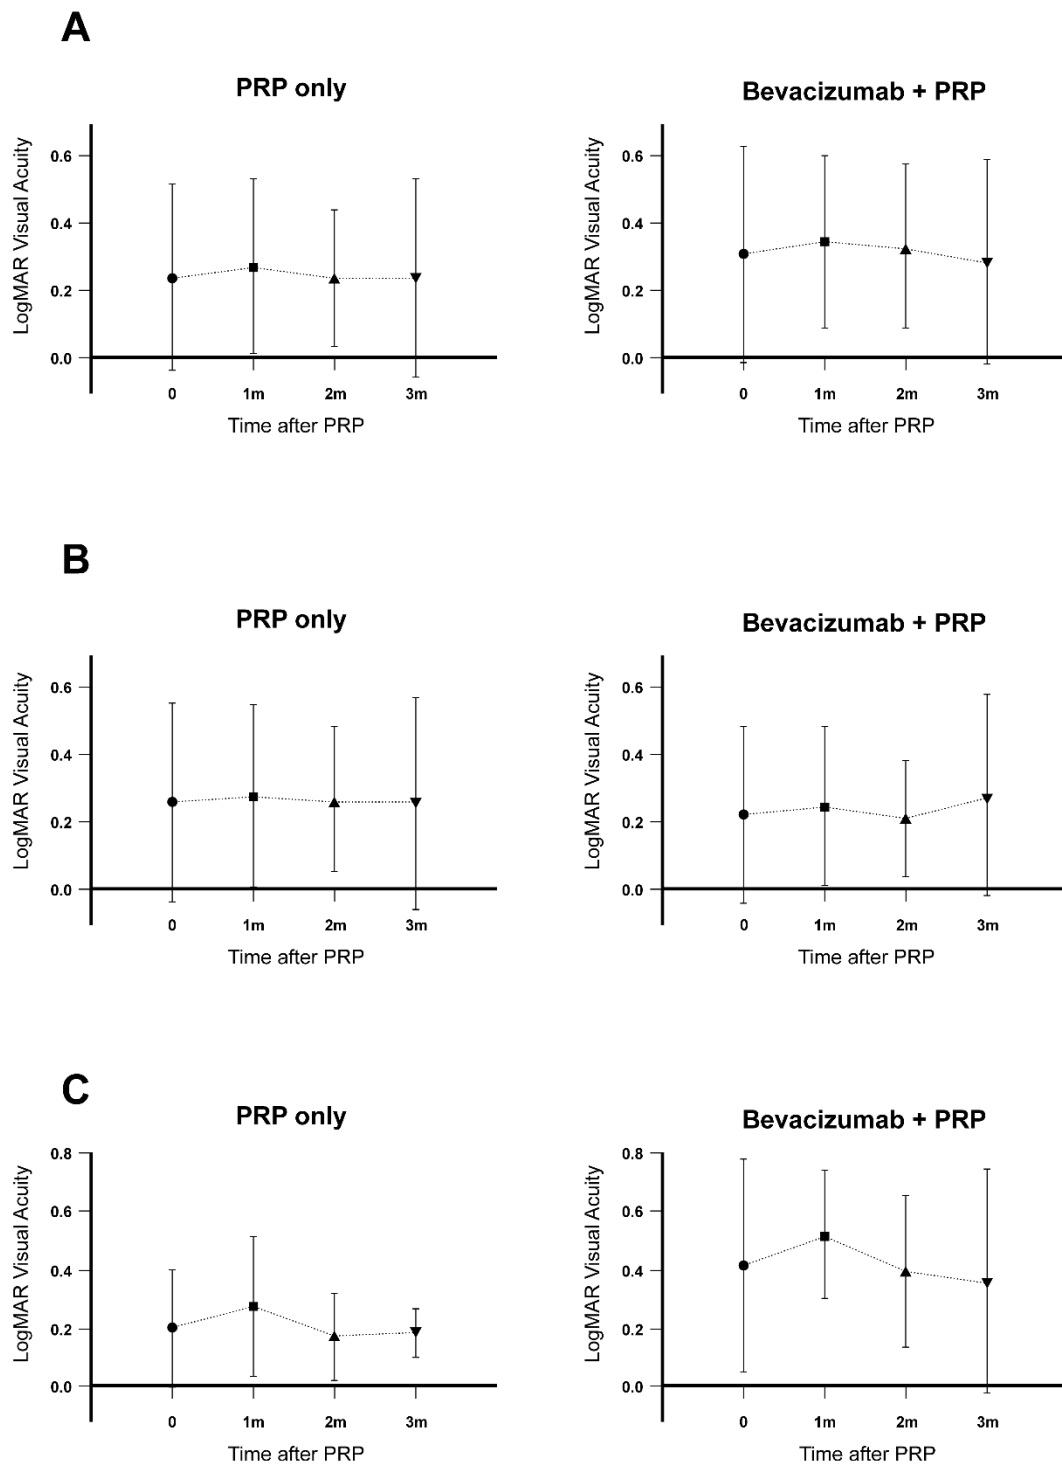 A
PRP only
LogMAR Visual Acuity
0.6
0.4
0.2
0.0
0 1m 2m 3m
Time after PRP
Bevacizumab + PRP
LogMAR Visual Acuity
0.6
0.4
0.2
0.0
0 1m 2m 3m
Time after PRP
B
PRP only
LogMAR Visual Acuity
0.6
0.4
0.2
0.0
0 1m 2m 3m
Time after PRP
Bevacizumab + PRP
LogMAR Visual Acuity
0.6
0.4
0.2
0.0
0 1m 2m 3m
Time after PRP
C
PRP only
LogMAR Visual Acuity
0.8
0.6
0.4
0.2
0.0
0 1m 2m 3m
Time after PRP
Bevacizumab + PRP
LogMAR Visual Acuity
0.8
0.6
0.4
0.2
0.0
0 1m 2m 3m
Time after PRP